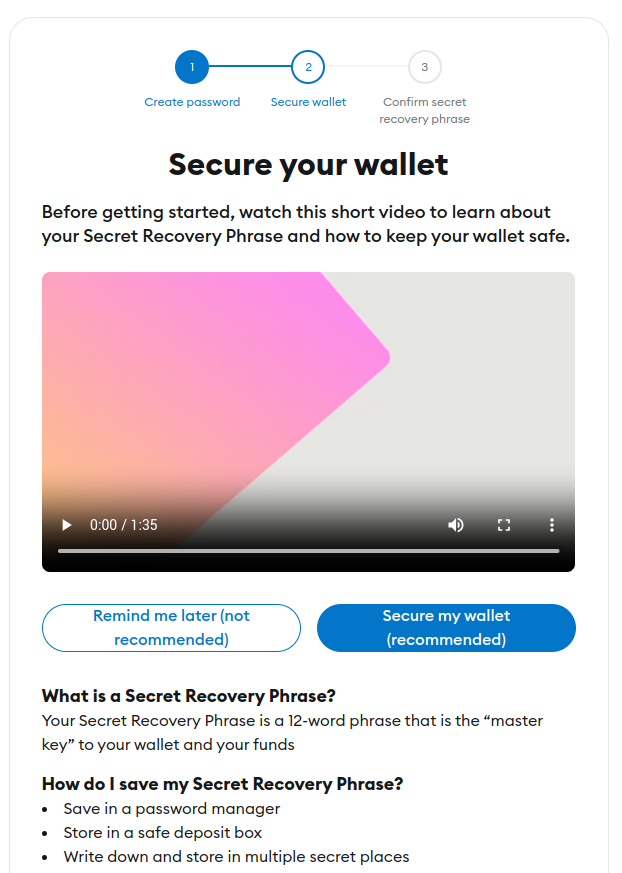 1
2
3
Create password
Secure wallet
Confirm secret
recovery phrase
Secure your wallet
Before getting started, watch this short video to learn about
your Secret Recovery Phrase and how to keep your wallet safe.
0:00 / 1:35
Remind me later (not
recommended)
Secure my wallet
(recommended)
What is a Secret Recovery Phrase?
Your Secret Recovery Phrase is a 12-word phrase that is the “master
key” to your wallet and your funds
How do I save my Secret Recovery Phrase?
• Save in a password manager
• Store in a safe deposit box
• Write down and store in multiple secret places